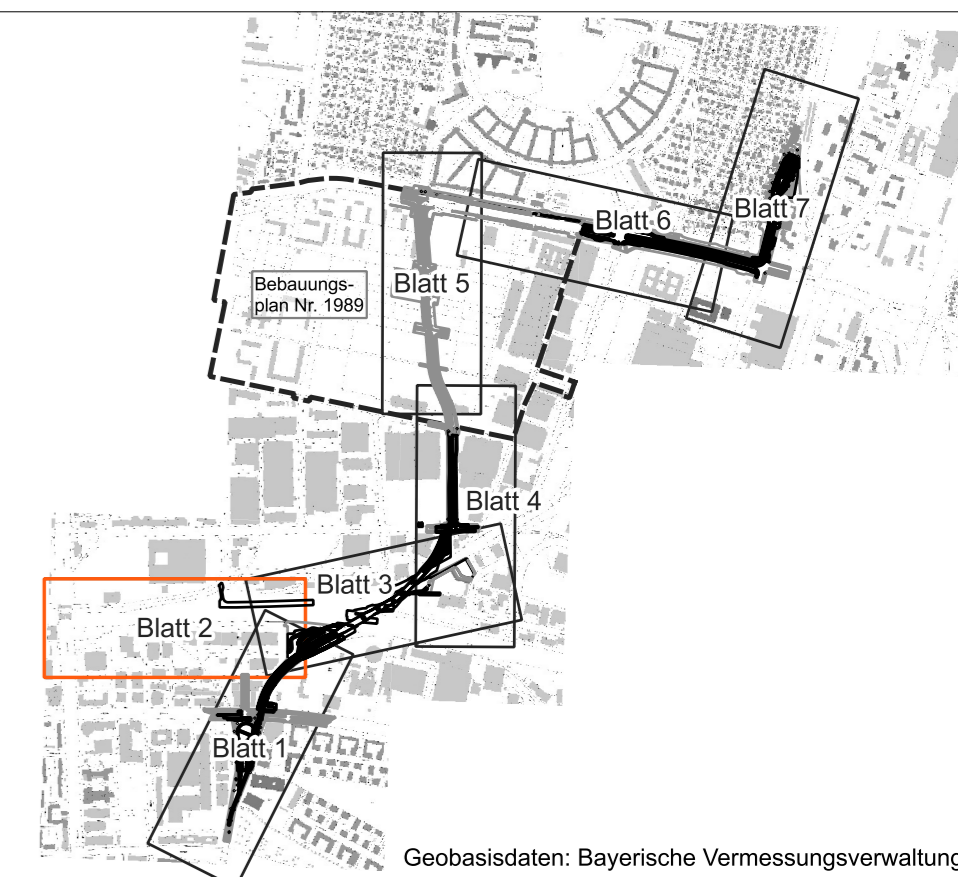 Blatt 7
Blatt 6
Blatt 5
Bebauungs-
plan Nr. 1989
Blatt 4
Blatt 3
Blatt 2
Blatt 1
Geobasisdaten: Bayerische Vermessungsverwaltung